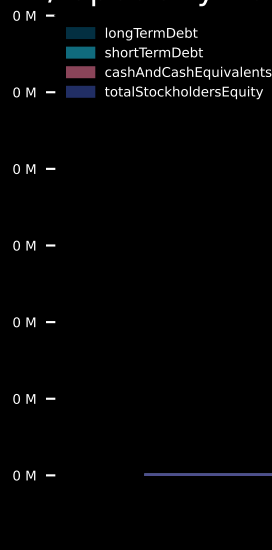 0 M
longTermDebt
shortTermDebt
cashAndCashEquivalents
0 M
totalStockholdersEquity
0 M
0 M
0 M
0 M
0 M